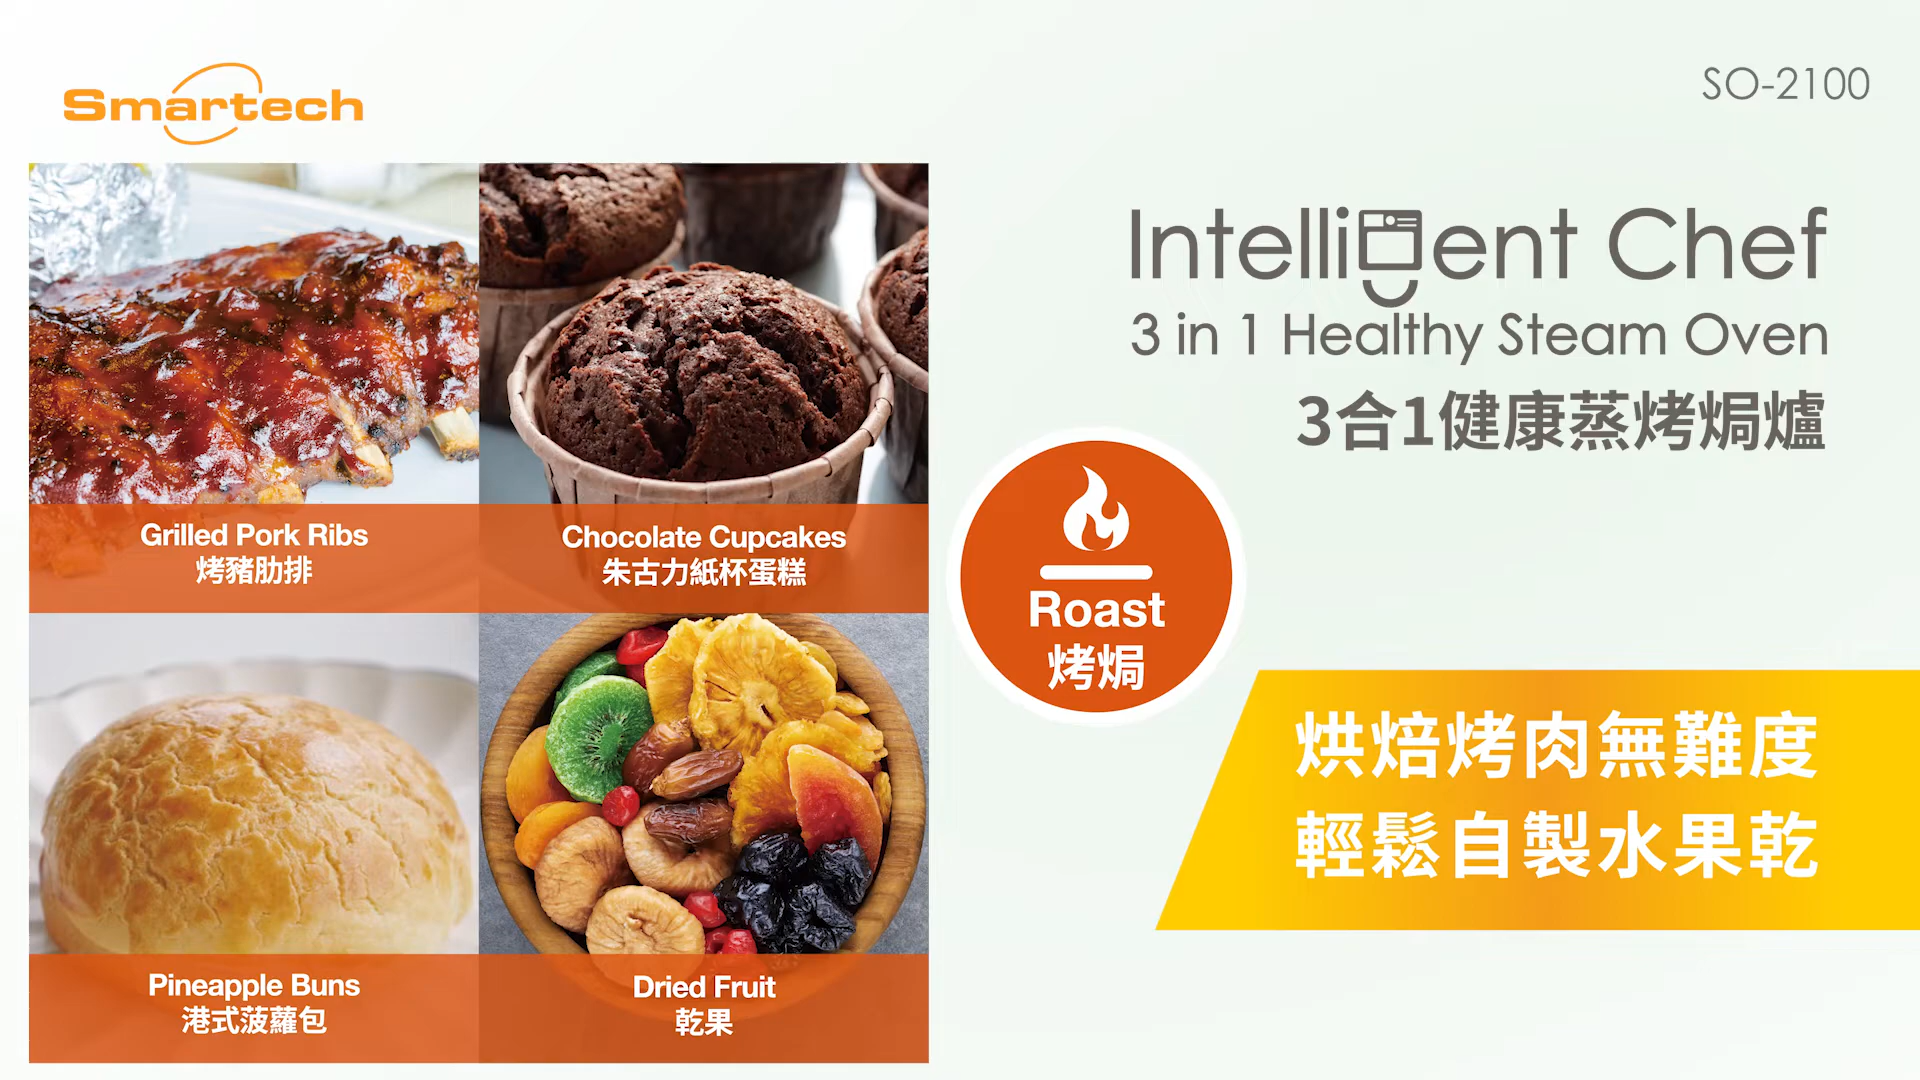 Smartech
SO-2100
Intelligent Chef
3 in 1 Healthy Steam Oven
3合1健康蒸烤焗爐
Grilled Pork Ribs
烤豬肋排
Chocolate Cupcakes
朱古力紙杯蛋糕
Roast
烤焗
烘焙烤肉無難度
輕鬆自製水果乾
Pineapple Buns
港式菠蘿包
Dried Fruit
乾果